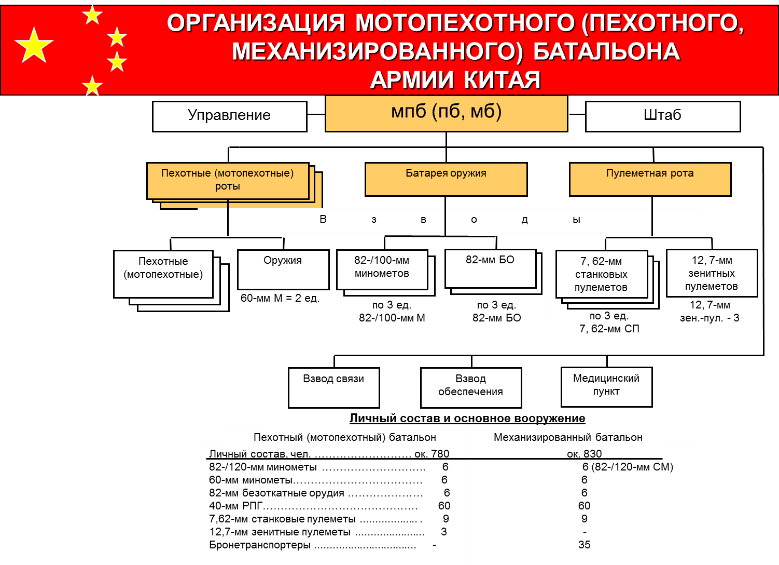 ОРГАНИЗАЦИЯ МОТОПЕХОТНОГО (ПЕХОТНОГО,
МЕХАНИЗИРОВАННОГО) БАТАЛЬОНА
АРМИИ КИТАЯ
Управление
мпб (пб, мб)
Штаб
Пехотные (мотопехотные)
роты
Батарея оружия
Пулеметная рота
В з в о д ы
Пехотные
(мотопехотные)
Оружия
60-мм М = 2 ед.
82-/100-мм
минометов
по 3 ед.
82-/100-мм М
82-мм БО
по 3 ед.
82-мм БО
7, 62-мм
станковых
пулеметов
по 3 ед.
7, 62-мм СП
12, 7-мм
зенитных
пулеметов
12, 7-мм
зен.-пул. - 3
Взвод связи
Взвод
обеспечения
Медицинский
пункт
Личный состав и основное вооружение
Пехотный (мотопехотный) батальон Механизированный батальон
Личный состав, чел. ………………………. ок. 780 ок. 830
82-/120-мм минометы …………………………. 6 6 (82-/120-мм СМ)
60-мм минометы……………………………… 6 6
82-мм безоткатные орудия …………………. 6 6
40-мм РПГ…………………………………… 60 60
7,62-мм станковые пулеметы ................... . 9 9
12,7-мм зенитные пулеметы ...................... 3 -
Бронетранспортеры ................................. - 35